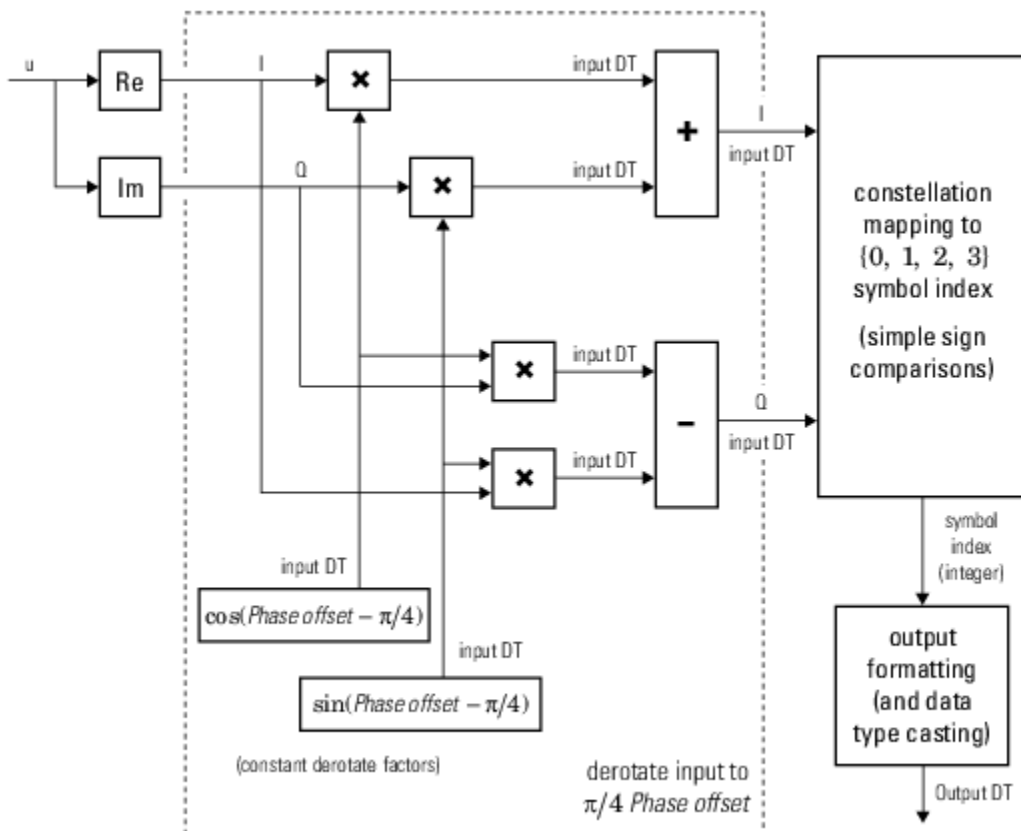 u
Re
I
×
input DT
+
I
input DT
Im
Q
×
input DT
constellation
mapping to
{0, 1, 2, 3}
symbol index
(simple sign
comparisons)
×
input DT
−
Q
input DT
×
input DT
symbol
index
(integer)
input DT
cos(Phase offset − π/4)
input DT
sin(Phase offset − π/4)
(constant derotate factors)
derotate input to
π/4 Phase offset
output
formatting
(and data
type casting)
Output DT